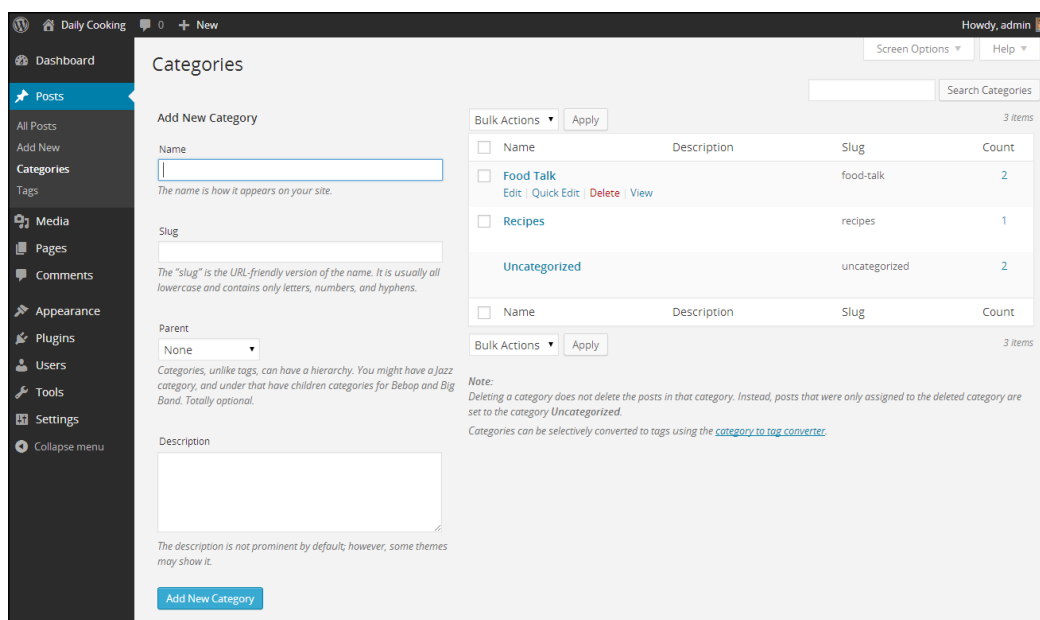 Daily Cooking 0 + New Howdy, admin
Dashboard
Posts
All Posts
Add New
Categories
Tags
Media
Pages
Comments
Appearance
Plugins
Users
Tools
Settings
Collapse menu
Screen Options Help
Categories
Search Categories
Add New Category
Name
The name is how it appears on your site.
Slug
The "slug" is the URL-friendly version of the name. It is usually all
lowercase and contains only letters, numbers, and hyphens.
Parent
None
Categories, unlike tags, can have a hierarchy. You might have a Jazz
category, and under that have children categories for Bebop and Big
Band. Totally optional.
Description
The description is not prominent by default; however, some themes
may show it.
Add New Category
Bulk Actions Apply 3 items
Name Description Slug Count
Food Talk food-talk 2
Edit | Quick Edit | Delete | View
Recipes recipes 1
Uncategorized uncategorized 2
Name Description Slug Count
Bulk Actions Apply 3 items
Note:
Deleting a category does not delete the posts in that category. Instead, posts that were only assigned to the deleted category are
set to the category Uncategorized.
Categories can be selectively converted to tags using the category to tag converter.